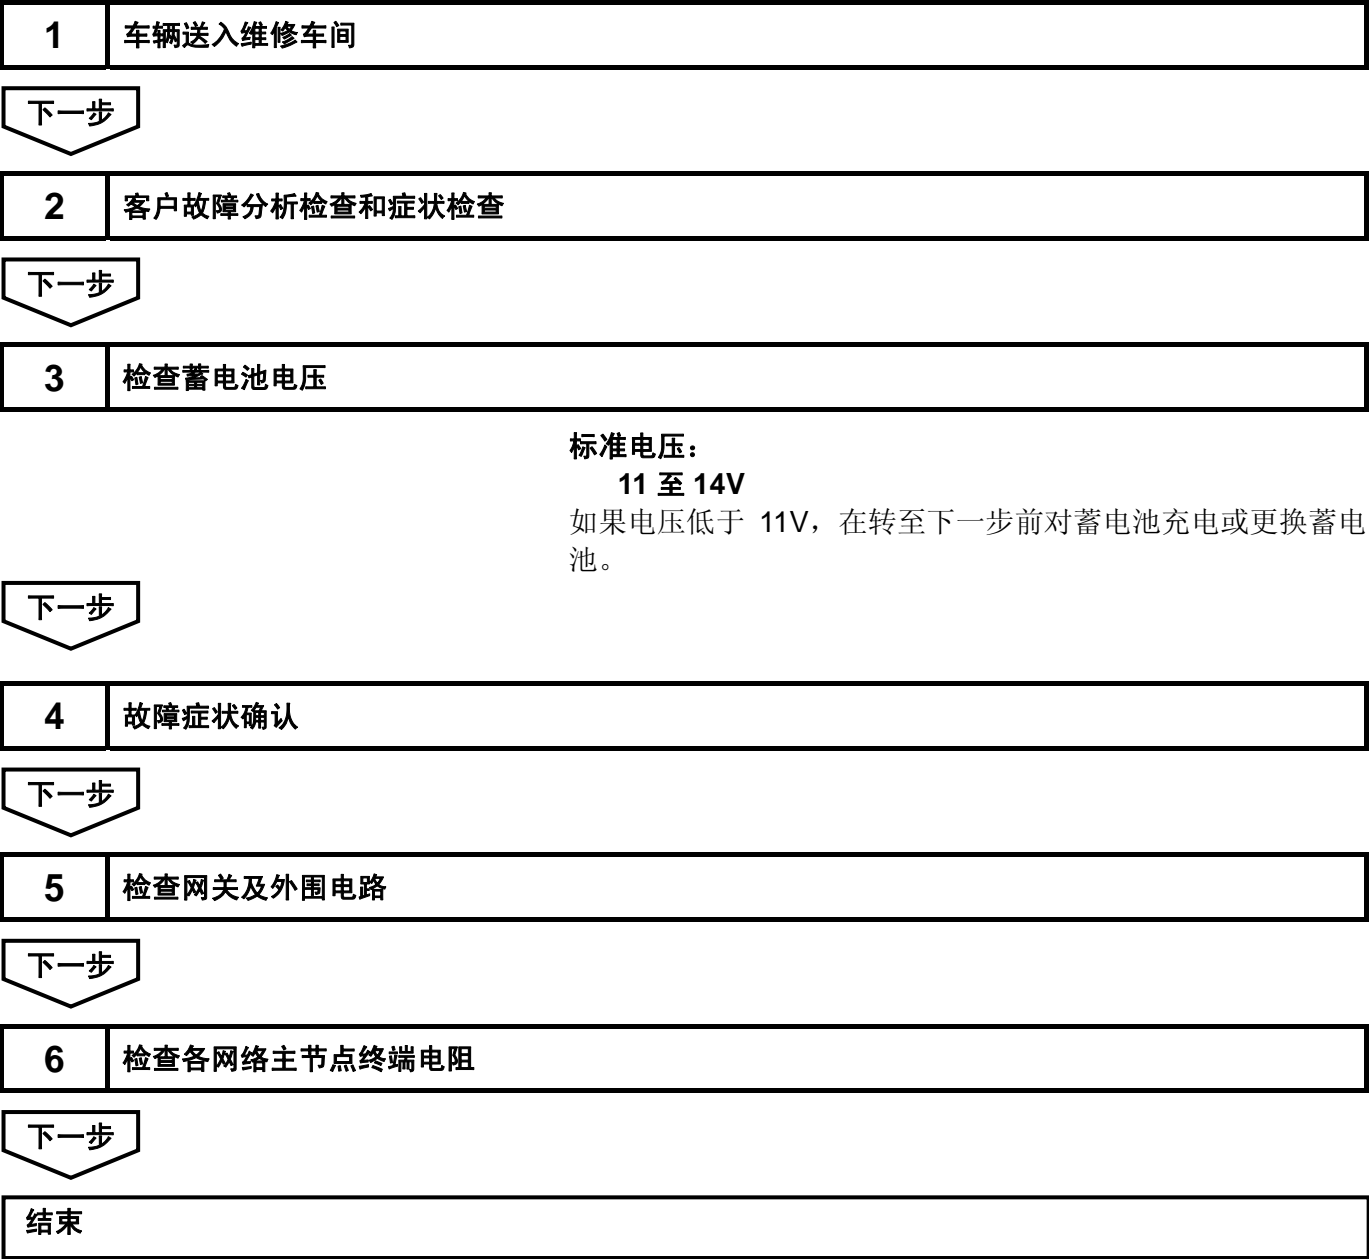 1 车辆送入维修车间
下一步
2 客户故障分析检查和症状检查
下一步
3 检查蓄电池电压
标准电压：
11 至 14V
如果电压低于 11V，在转至下一步前对蓄电池充电或更换蓄电
池。
下一步
4 故障症状确认
下一步
5 检查网关及外围电路
下一步
6 检查各网络主节点终端电阻
下一步
结束